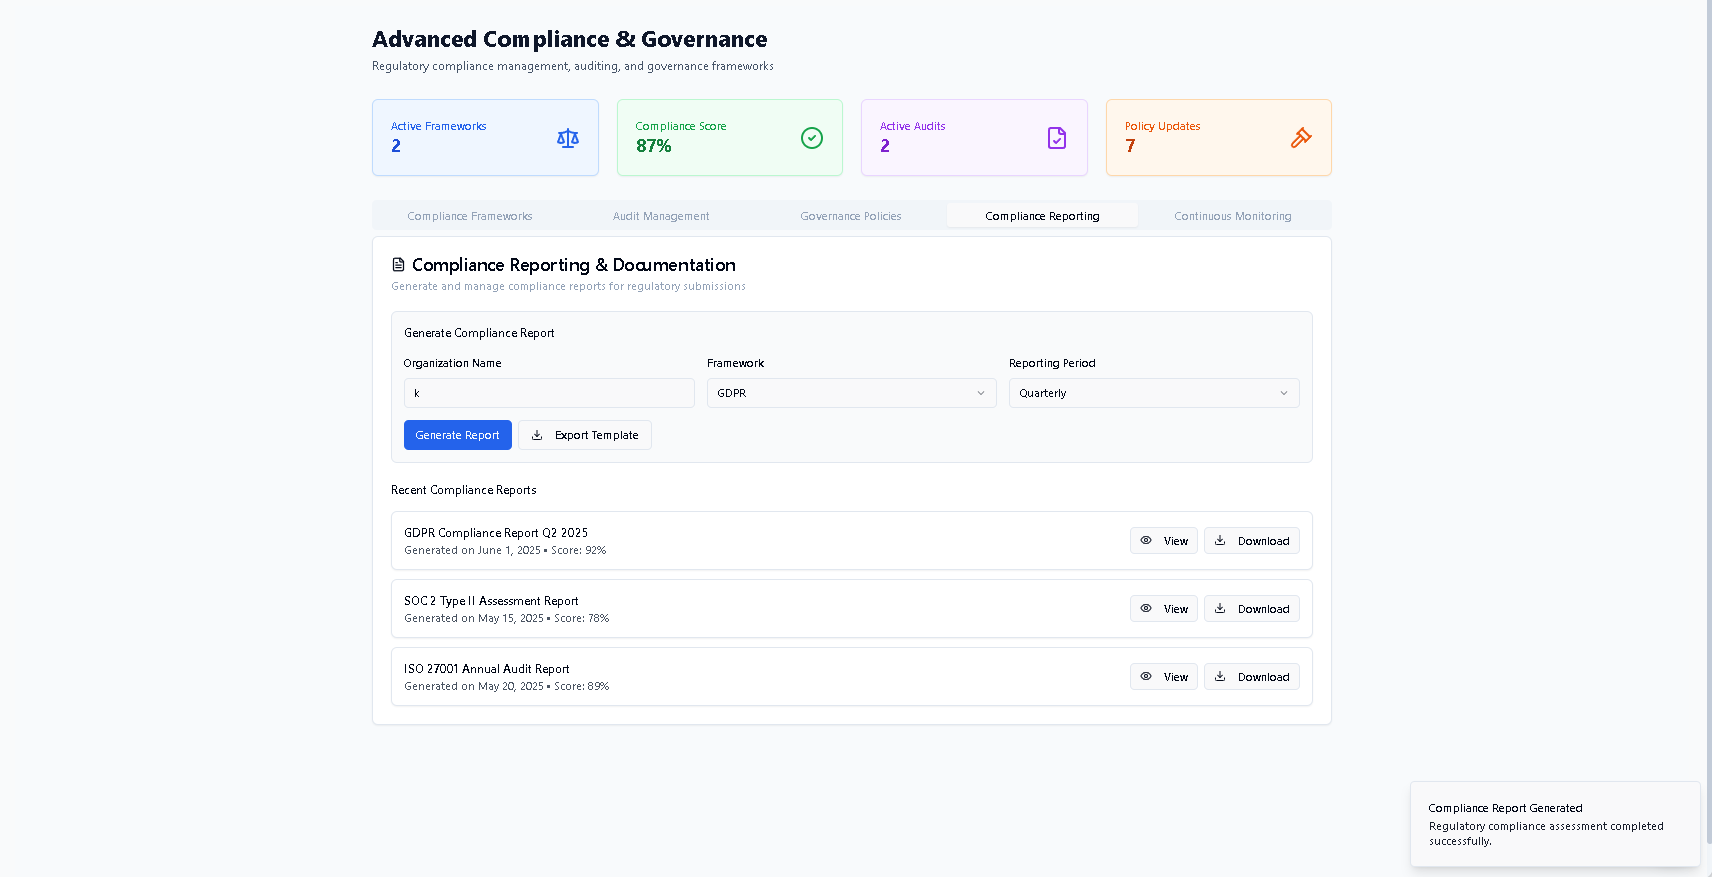 Advanced Compliance & Governance
Regulatory compliance management, auditing, and governance frameworks
Active Frameworks
2
Compliance Score
87%
Active Audits
2
Policy Updates
7
Compliance Frameworks
Audit Management
Governance Policies
Compliance Reporting
Continuous Monitoring
Compliance Reporting & Documentation
Generate and manage compliance reports for regulatory submissions
Generate Compliance Report
Organization Name
Framework
Reporting Period
k
GDPR
Quarterly
Generate Report
Export Template
Recent Compliance Reports
GDPR Compliance Report Q2 2025
Generated on June 1, 2025 • Score: 92%
View
Download
SOC 2 Type II Assessment Report
Generated on May 15, 2025 • Score: 78%
View
Download
ISO 27001 Annual Audit Report
Generated on May 20, 2025 • Score: 89%
View
Download
Compliance Report Generated
Regulatory compliance assessment completed
successfully.